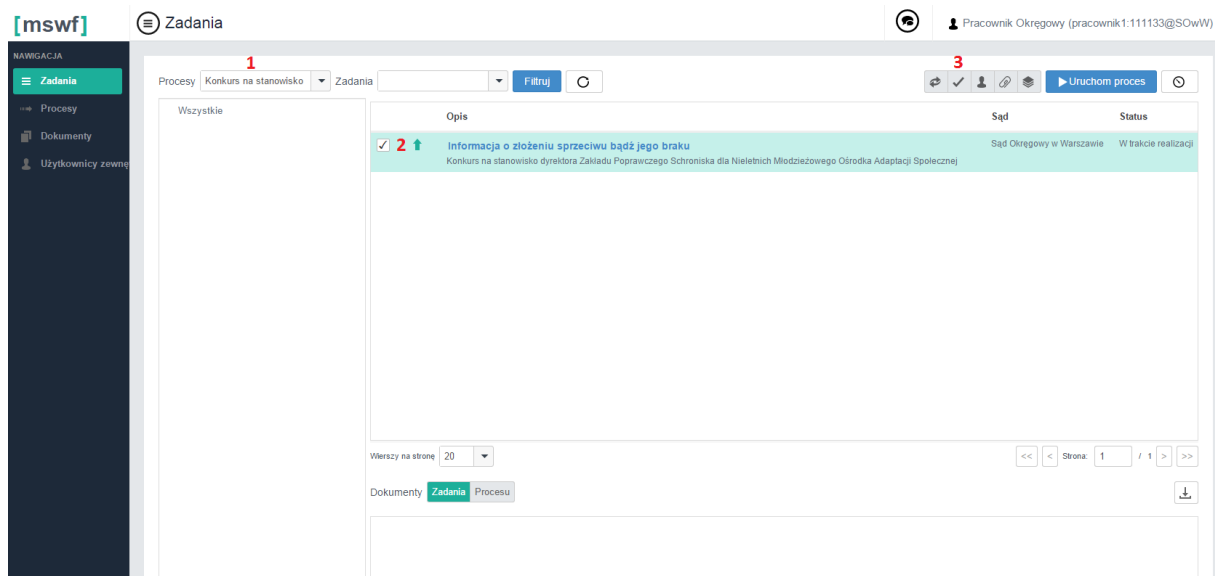 [mswf]
Zadania
Pracownik Okręgowy (pracownik1:111133@SOwW)
NAWIGACJA
Zadania
Procesy
Dokumenty
Użytkownicy zewnę
1
3
Procesy Konkurs na stanowisko Zadania Filtruj Uruchom proces
Wszystkie
Opis Sąd Status
2 Informacja o złożeniu sprzeciwu bądź jego braku Sąd Okręgowy w Warszawie W trakcie realizacji
Konkurs na stanowisko dyrektora Zakładu Poprawczego Schroniska dla Nieletnich Młodzieżowego Ośrodka Adaptacji Społecznej
Wierszy na stronę 20 << < Strona: 1 / 1 > >>
Dokumenty Zadania Procesu